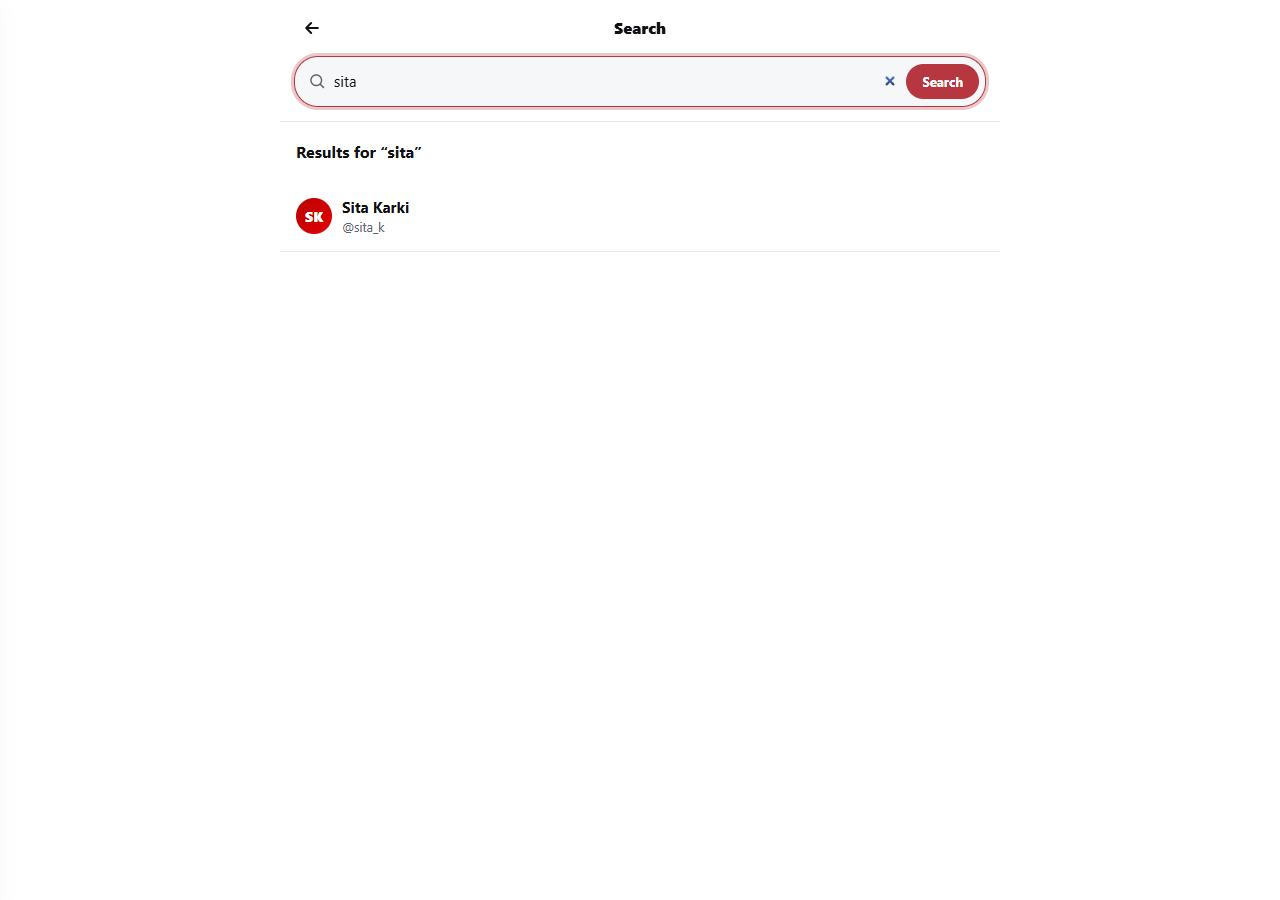 Search
sita
Search
Results for “sita”
SK
Sita Karki
@sita_k